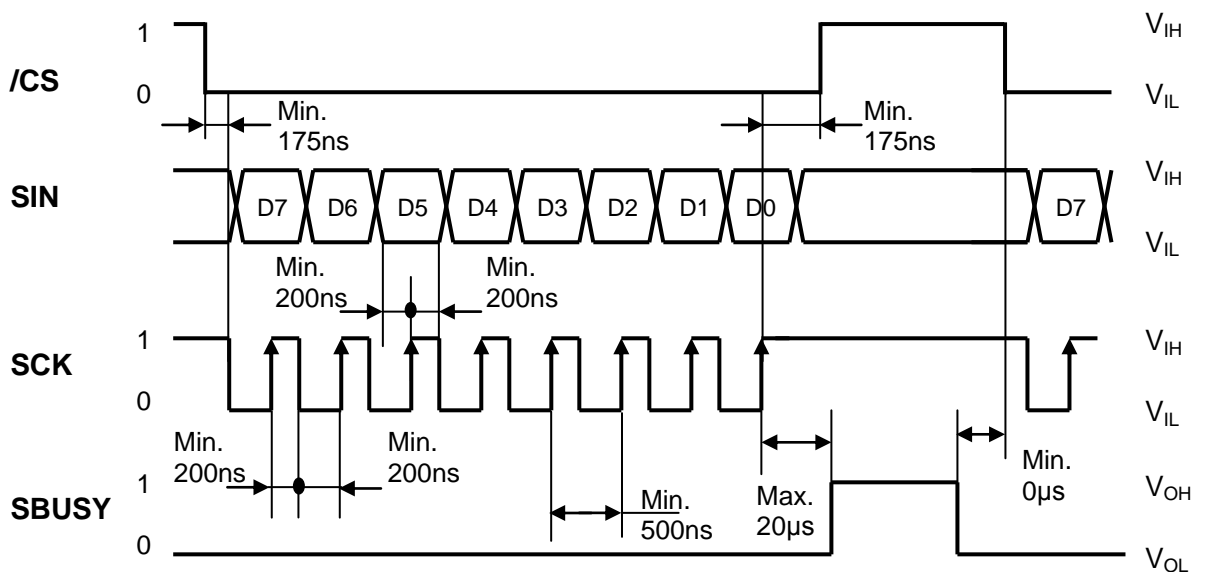 1
V_IH
/CS
0
V_IL
Min.
175ns
Min.
175ns
V_IH
SIN
D7 D6 D5 D4 D3 D2 D1 D0 D7
V_IL
Min.
200ns
Min.
200ns
1
V_IH
SCK
0
V_IL
Min.
200ns
Min.
200ns
Min.
0µs
1
V_OH
SBUSY
Min.
500ns
Max.
20µs
0
V_OL